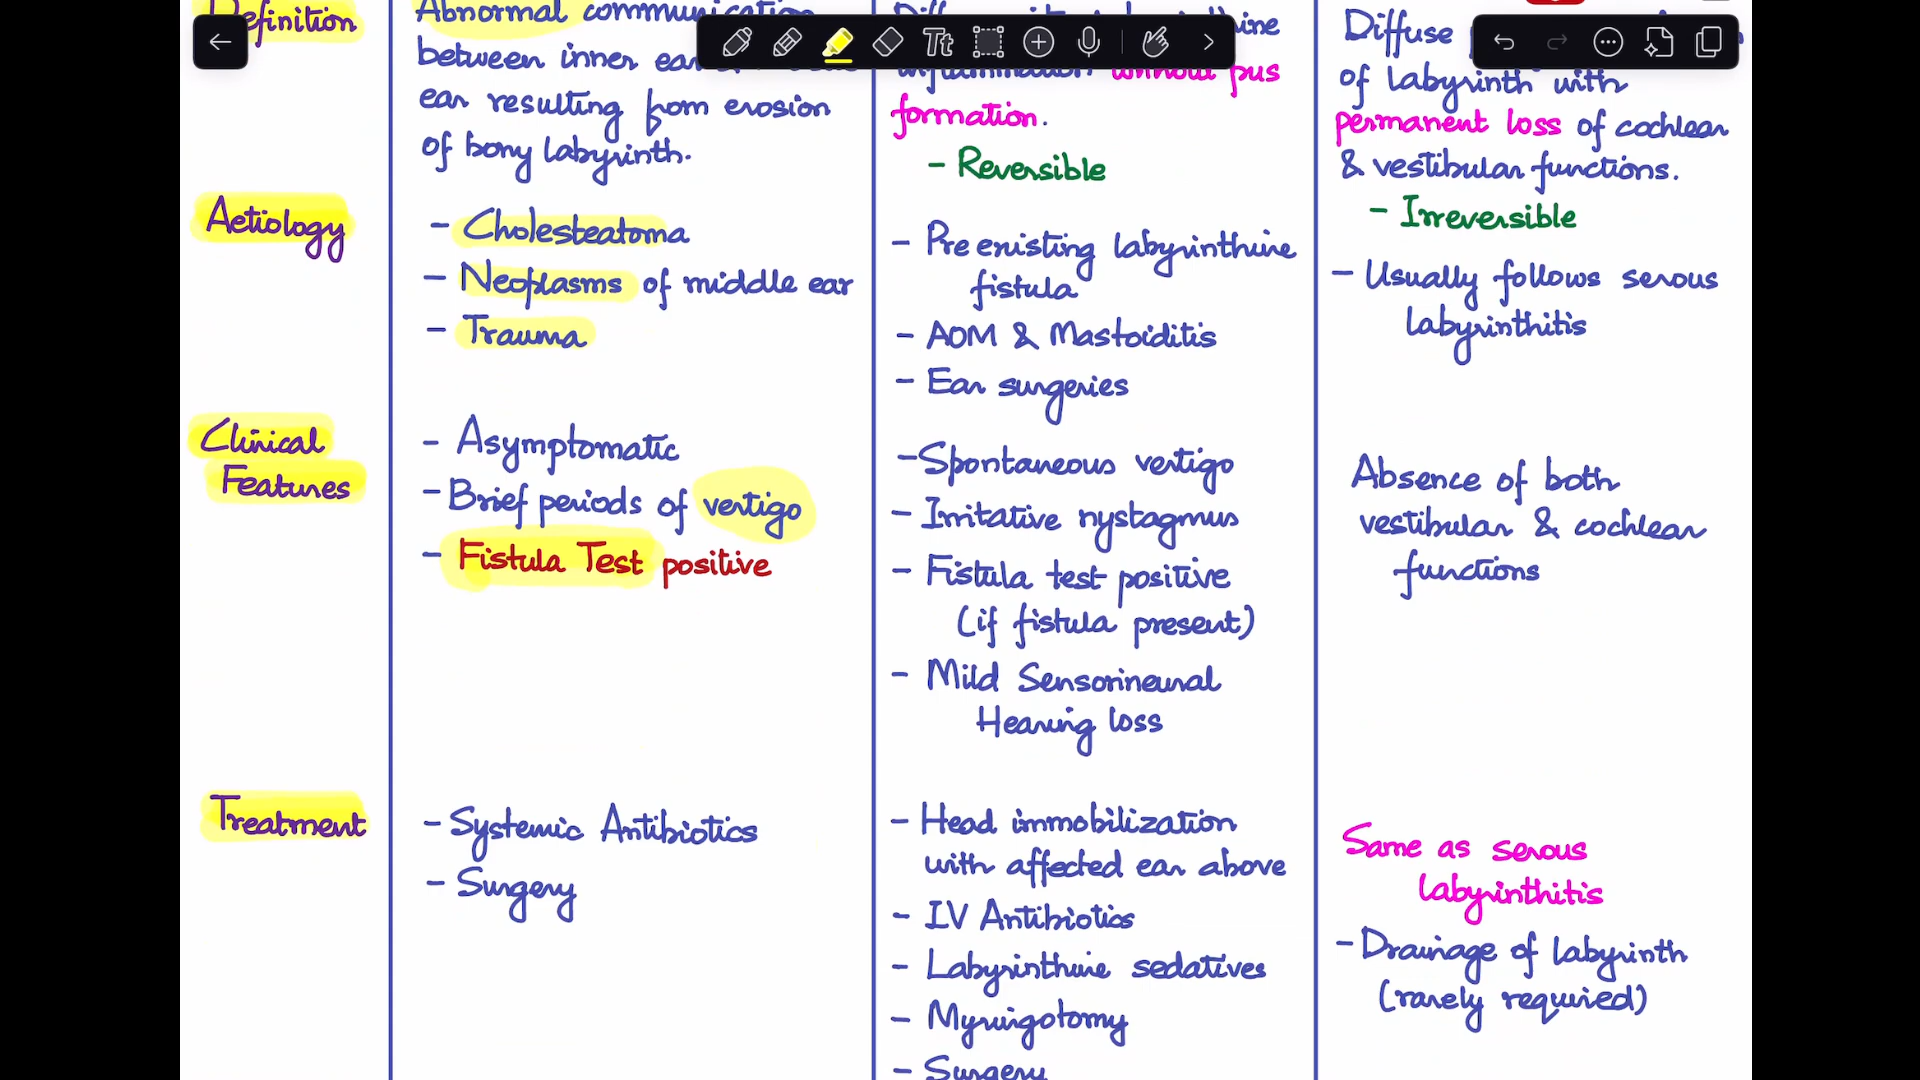 Definition
Abnormal communication
between inner ear
ear resulting from erosion
of bony labyrinth.
without pus
formation.
- Reversible
Diffuse
of labyrinth with
permanent loss of cochlear
& vestibular functions.
- Irreversible
Aetiology
- Cholesteatoma
- Neoplasms of middle ear
- Trauma
- Pre existing labyrinthine
fistula
- AOM & Mastoiditis
- Ear surgeries
- Usually follows serous
labyrinthitis
Clinical
Features
- Asymptomatic
- Brief periods of vertigo
- Fistula Test positive
- Spontaneous vertigo
- Irritative nystagmus
- Fistula test positive
(if fistula present)
- Mild Sensorineural
Hearing loss
Absence of both
vestibular & cochlear
functions
Treatment
- Systemic Antibiotics
- Surgery
- Head immobilization
with affected ear above
- IV Antibiotics
- Labyrinthine sedatives
- Myringotomy
- Surgery
Same as serous
labyrinthitis
- Drainage of labyrinth
(rarely required)